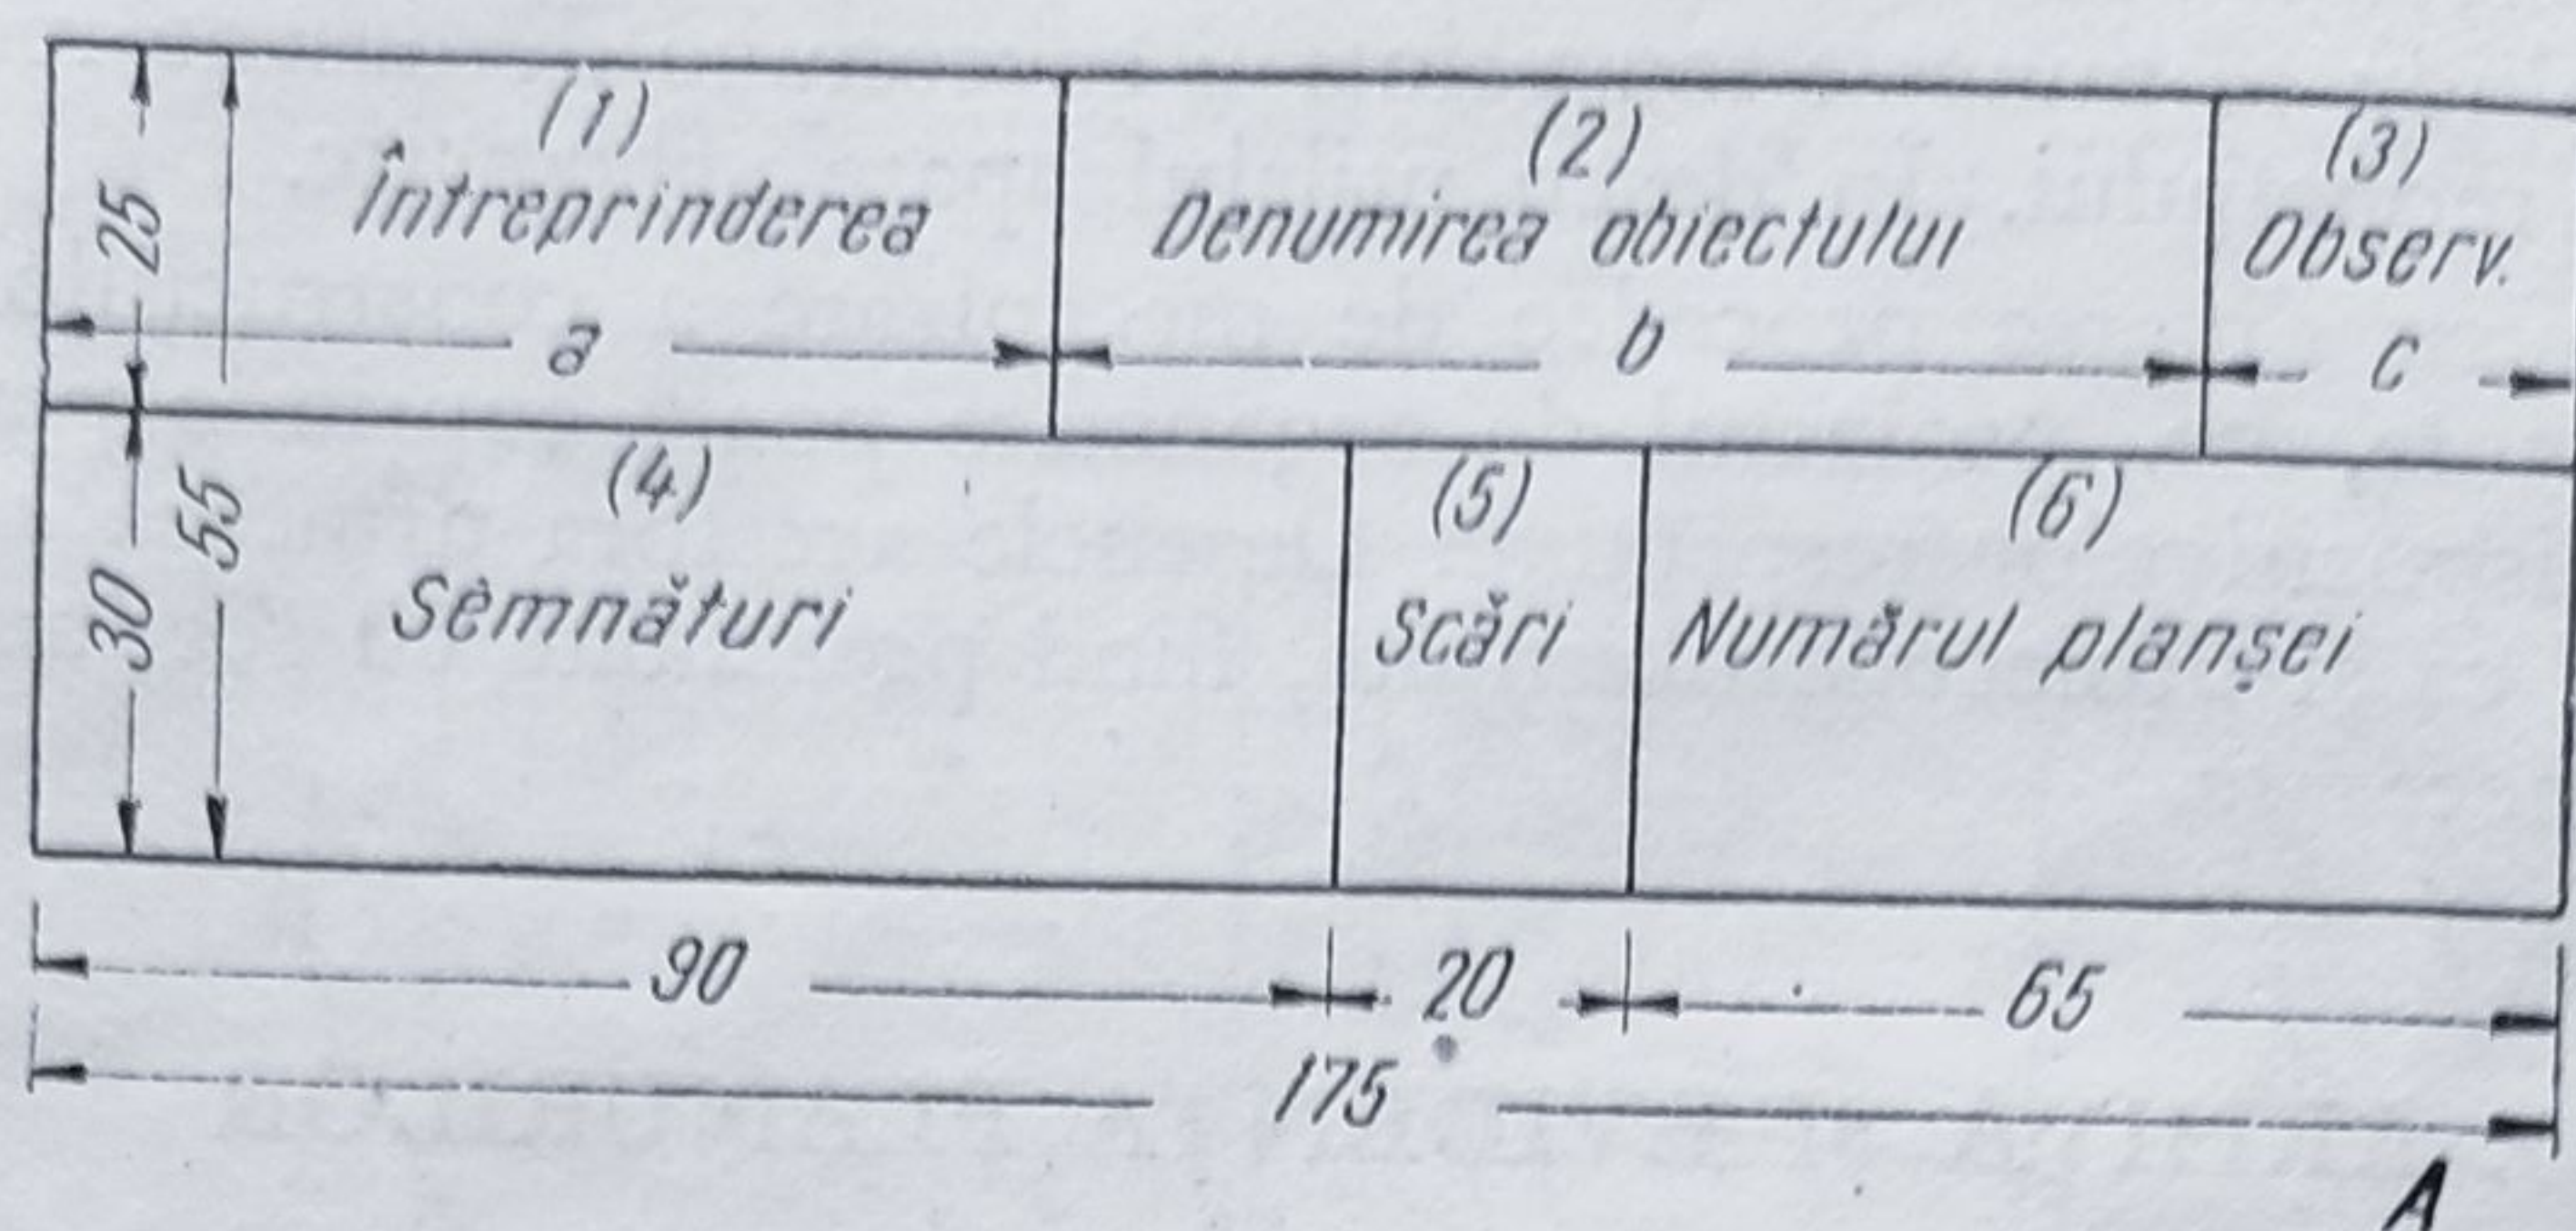 (1)
Întreprinderea
a
(2)
Denumirea obiectului
b
(3)
Observ.
c
25
(4)
Semnături
(5)
Scări
(6)
Numărul planșei
30
55
90
20
65
175
A